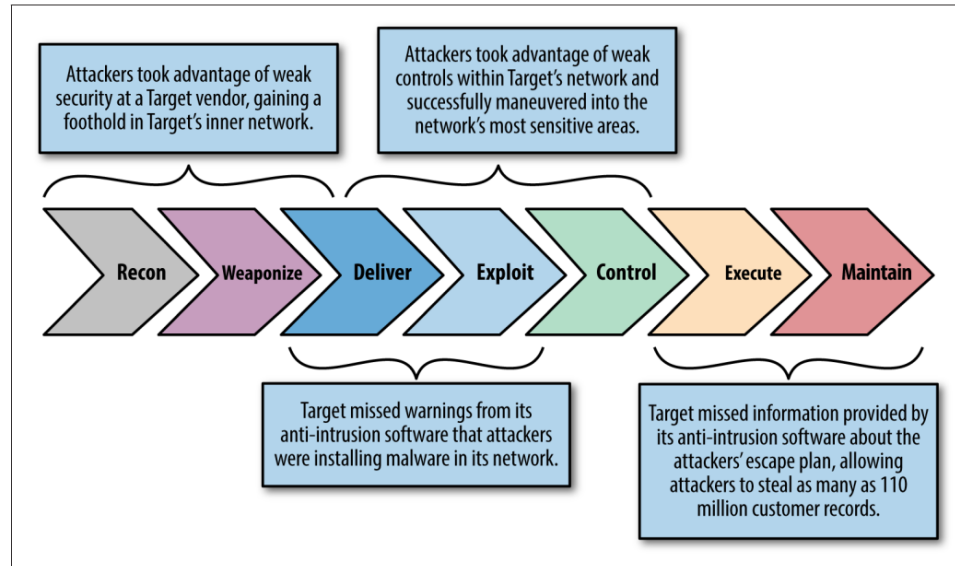 Attackers took advantage of weak
security at a Target vendor, gaining a
foothold in Target's inner network.
Attackers took advantage of weak
controls within Target's network and
successfully maneuvered into the
network's most sensitive areas.
Recon
Weaponize
Deliver
Exploit
Control
Execute
Maintain
Target missed warnings from its
anti-intrusion software that attackers
were installing malware in its network.
Target missed information provided by
its anti-intrusion software about the
attackers' escape plan, allowing
attackers to steal as many as 110
million customer records.